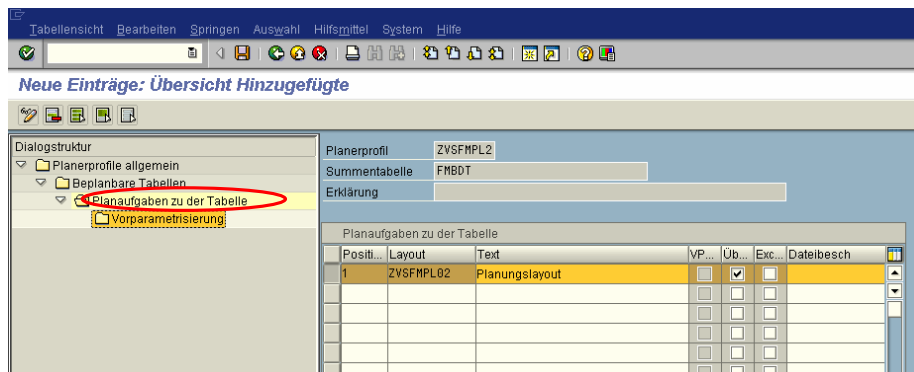 Tabellensicht Bearbeiten Springen Auswahl Hilfsmittel System Hilfe
Neue Einträge: Übersicht Hinzugefügte
Dialogstruktur
Planerprofile allgemein
Beplanbare Tabellen
Planaufgaben zu der Tabelle
Vorparametrisierung
Planerprofil ZVSFMPL2
Summentabelle FMBDT
Erklärung
Planaufgaben zu der Tabelle
Positi... Layout Text VP... Üb... Exc... Dateibesch
1 ZVSFMPL02 Planungslayout